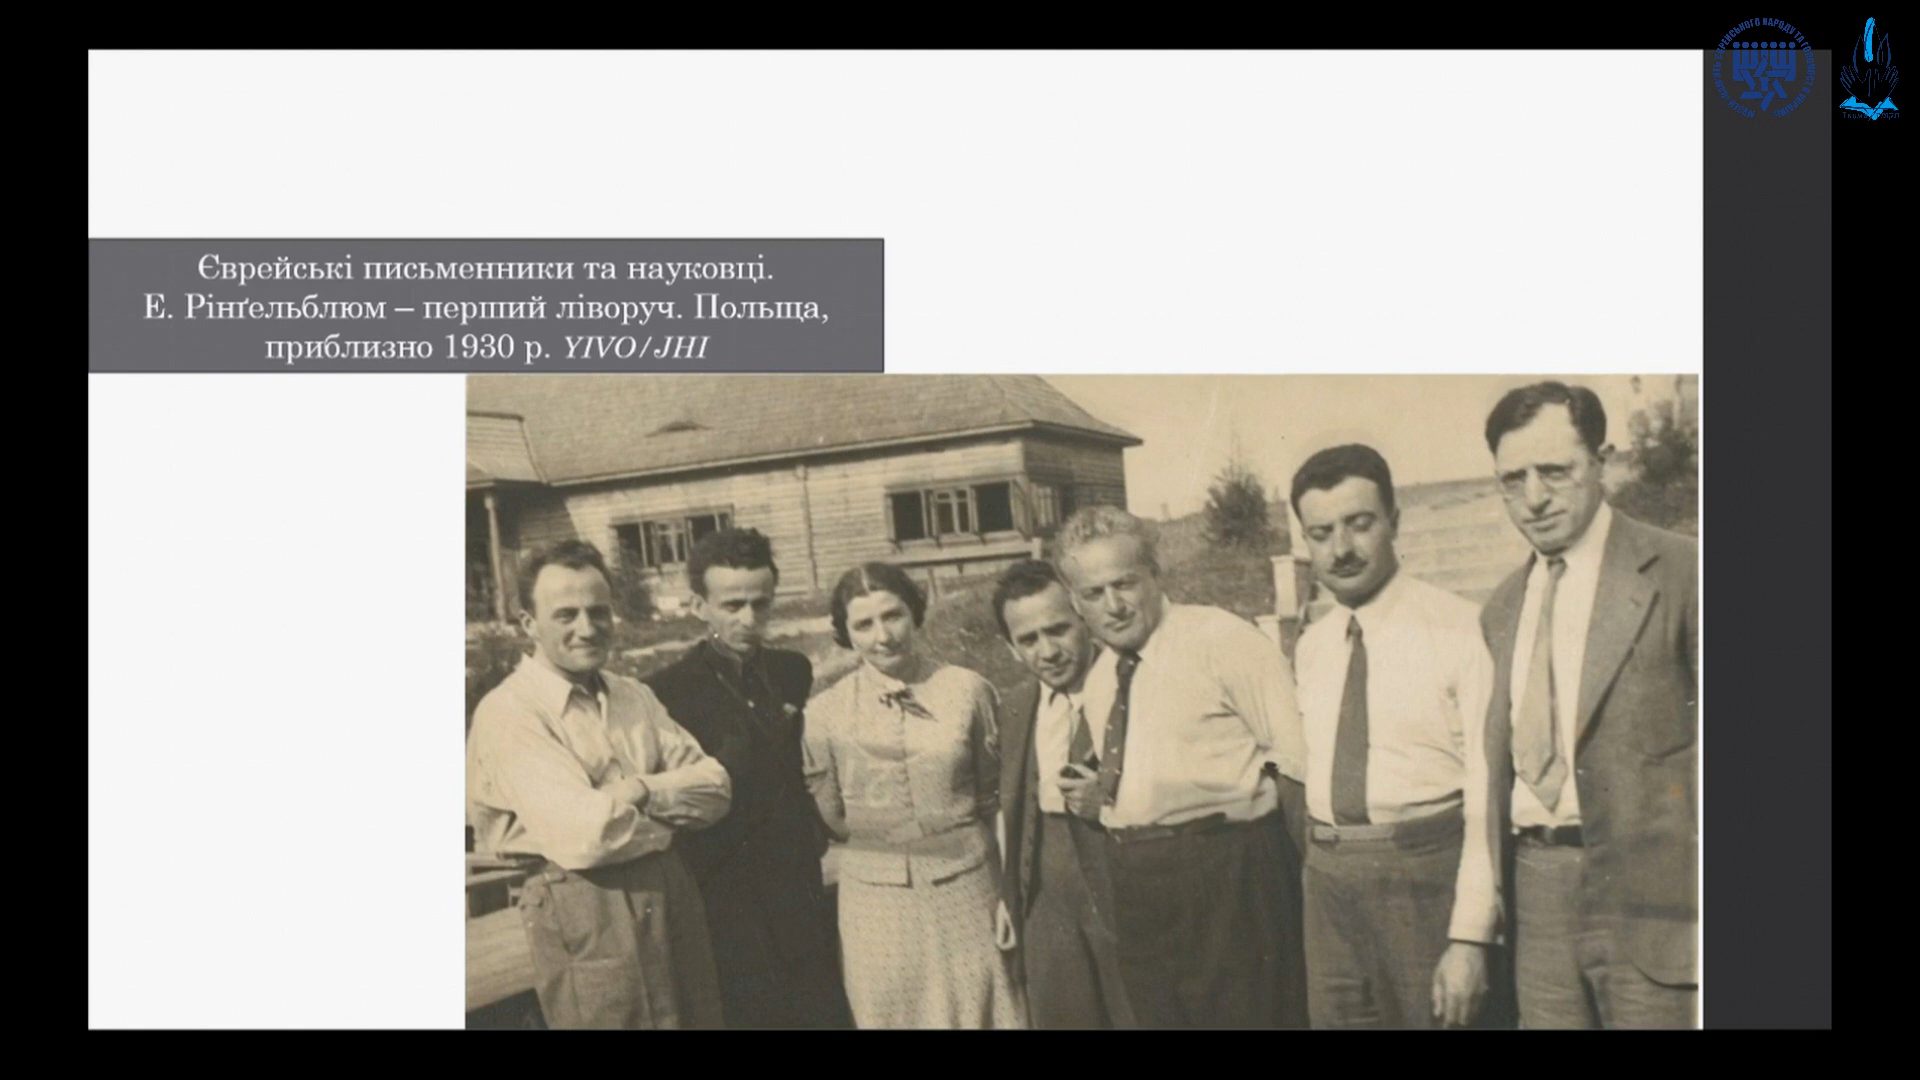 Єврейські письменники та науковці.
Е. Рінґельблюм – перший ліворуч. Польща,
приблизно 1930 р. YIVO/JHI